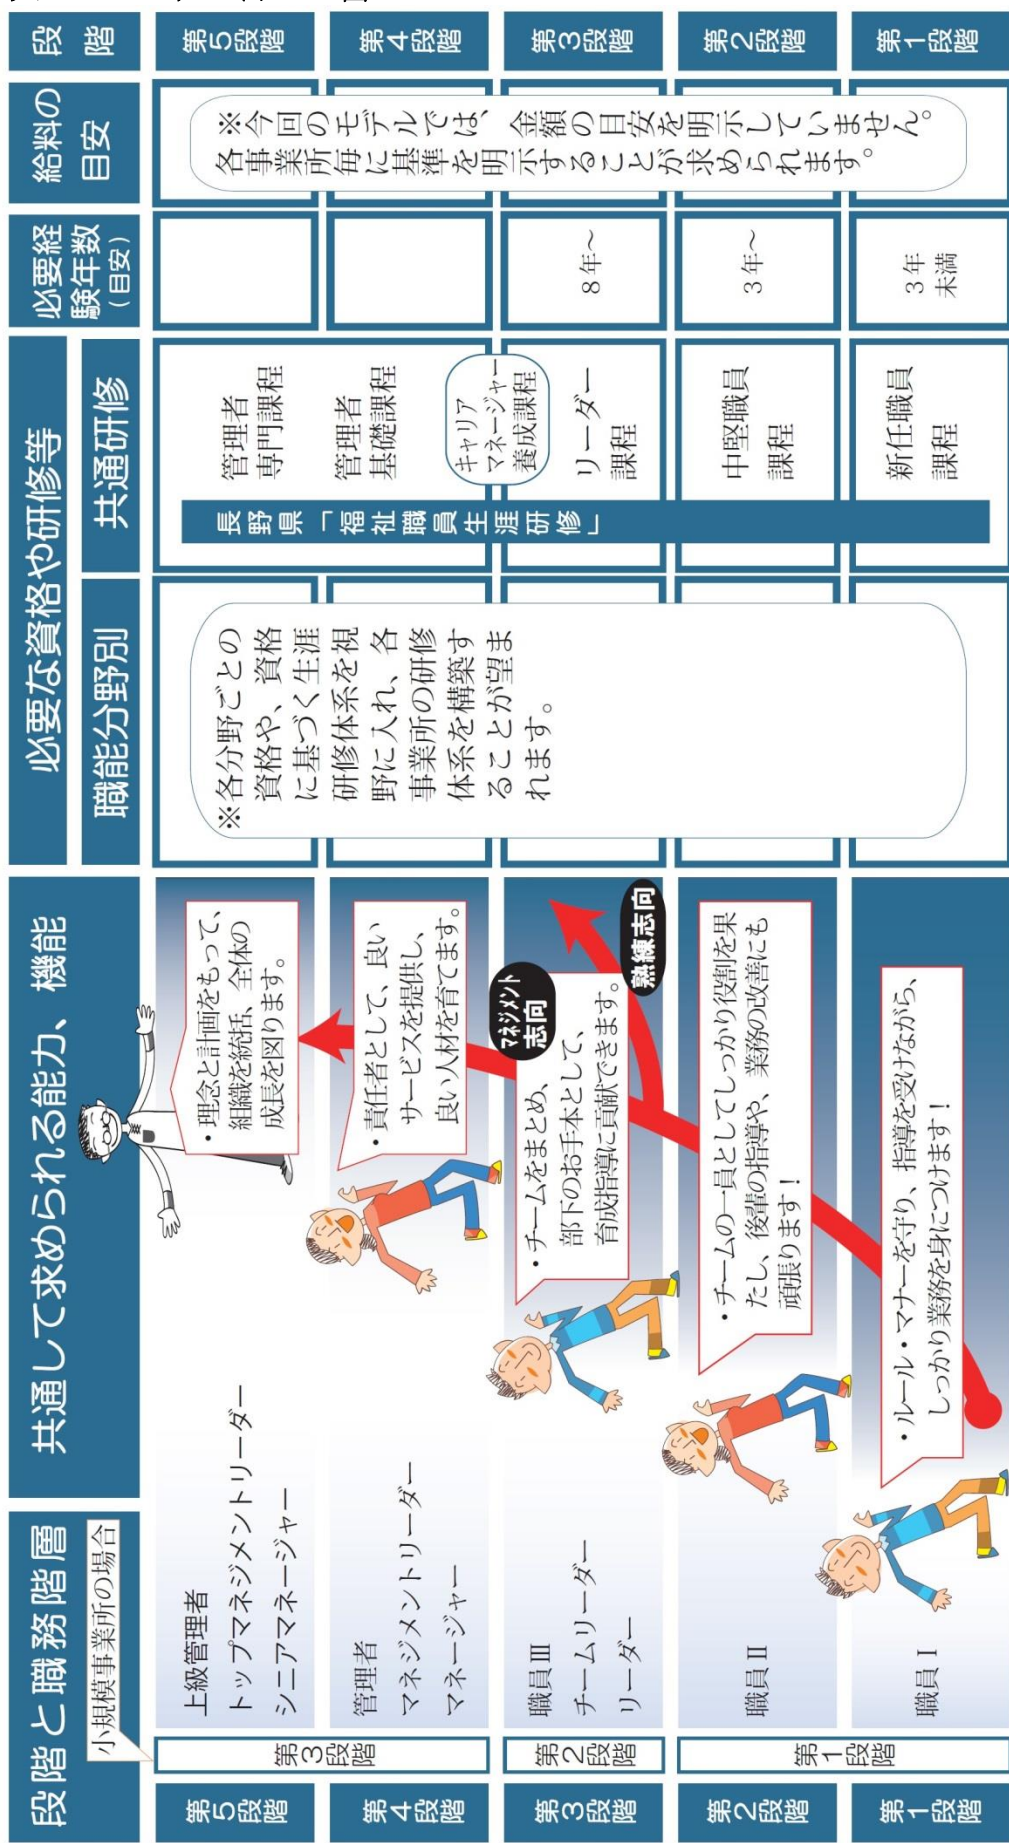 段階と職務階層
小規模事業所の場合
共通して求められる能力、機能
必要な資格や研修等
職能分野別
共通研修
必要経
験年数
（目安）
給料の
目安
段
階
第5段階
第3段階
上級管理者
トップマネジメントリーダー
シニアマネージャー
・理念と計画をもって、
組織を統括、全体の
成長を図ります。
管理者
専門課程
第5段階
第4段階
管理者
マネジメントリーダー
マネージャー
・責任者として、良い
サービスを提供し、
良い人材を育てます。
管理者
基礎課程
第4段階
キャリア
マネージャー
養成課程
第3段階
第2段階
職員Ⅲ
チームリーダー
リーダー
・チームをまとめ、
部下のお手本として、
育成指導に貢献できます。
マネジメント
志向
熟練志向
リーダー
課程
8年～
第3段階
第2段階
第1段階
職員Ⅱ
・チームの一員としてしっかり役割を果
たし、後輩の指導や、業務の改善にも
頑張ります！
中堅職員
課程
3年～
第2段階
第1段階
職員Ⅰ
・ルール・マナーを守り、指導を受けながら、
しっかり業務を身につけます！
新任職員
課程
3年
未満
第1段階
※各分野ごとの
資格や、資格
に基づく生涯
研修体系を視
野に入れ、各
事業所の研修
体系を構築す
ることが望ま
れます。
長野県「福祉職員生涯研修」
※今回のモデルでは、金額の目安を明示していません。
各事業所毎に基準を明示することが求められます。